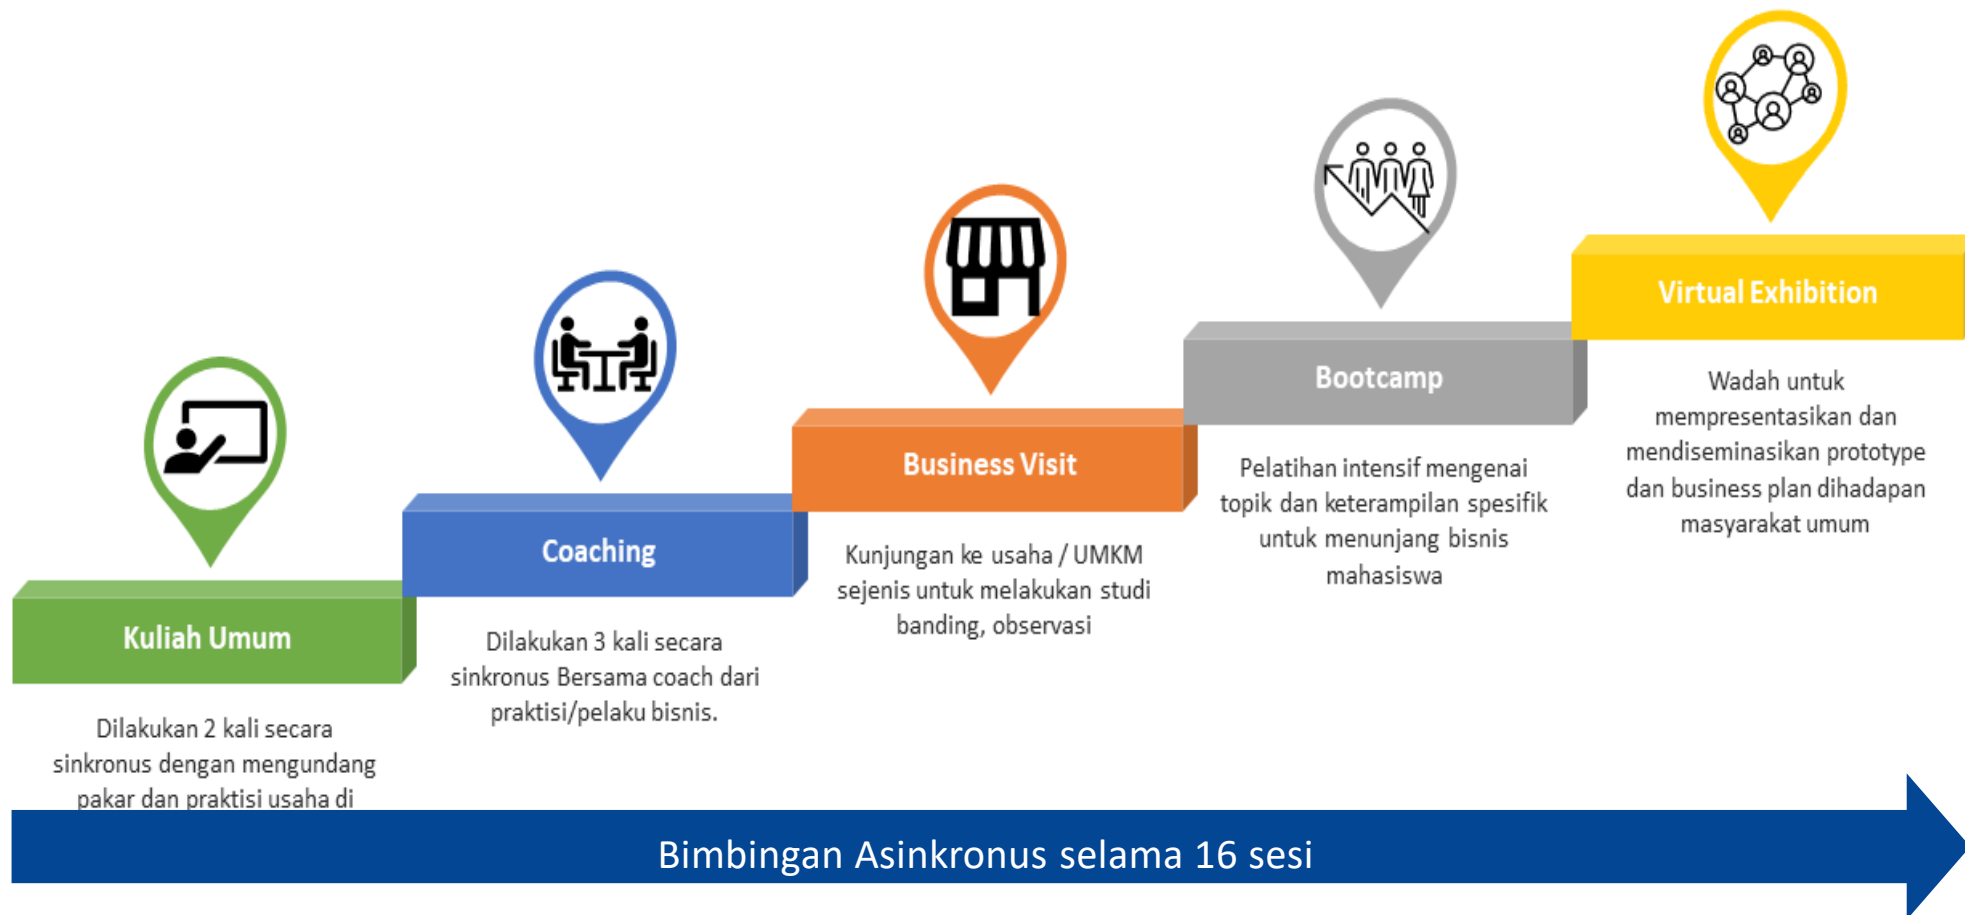 Kuliah Umum
Dilakukan 2 kali secara
sinkronus dengan mengundang
pakar dan praktisi usaha di
Coaching
Dilakukan 3 kali secara
sinkronus Bersama coach dari
praktisi/pelaku bisnis.
Business Visit
Kunjungan ke usaha / UMKM
sejenis untuk melakukan studi
banding, observasi
Bootcamp
Pelatihan intensif mengenai
topik dan keterampilan spesifik
untuk menunjang bisnis
mahasiswa
Virtual Exhibition
Wadah untuk
mempresentasikan dan
mendiseminasikan prototype
dan business plan dihadapan
masyarakat umum
Bimbingan Asinkronus selama 16 sesi